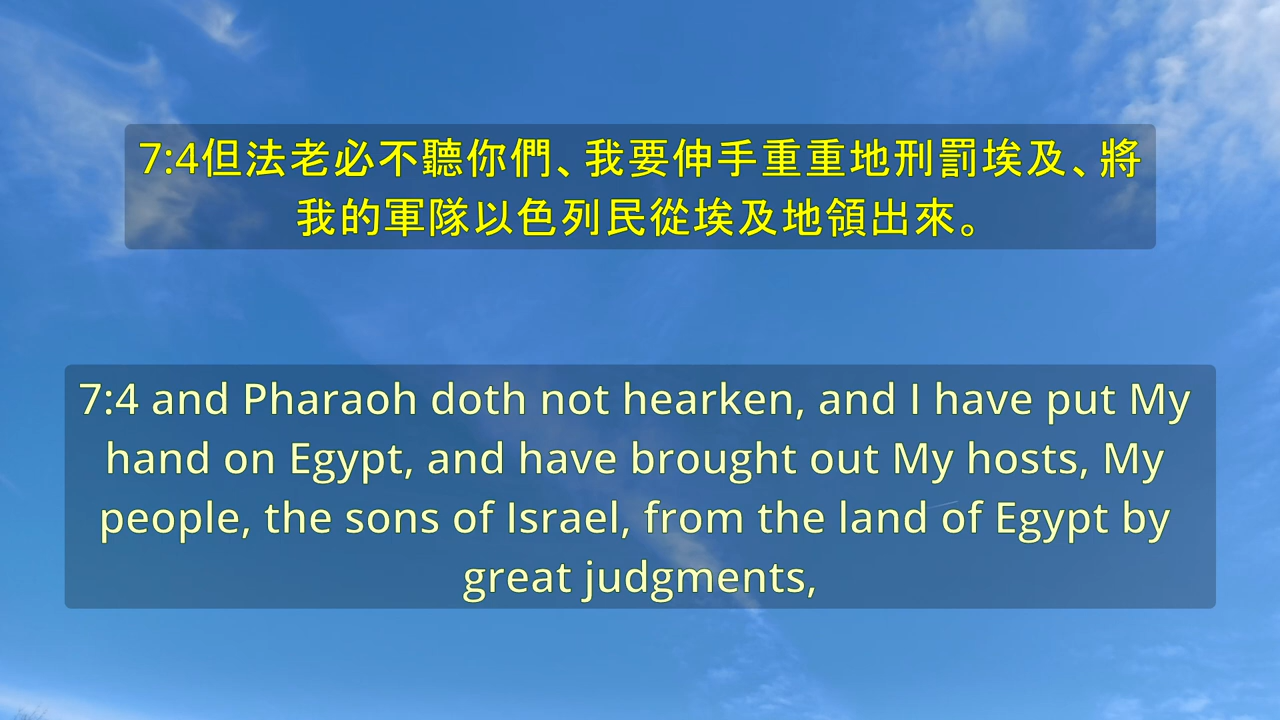 7:4但法老必不聽你們、我要伸手重重地刑罰埃及、將
我的軍隊以色列民從埃及地領出來。
7:4 and Pharaoh doth not hearken, and I have put My
hand on Egypt, and have brought out My hosts, My
people, the sons of Israel, from the land of Egypt by
great judgments,